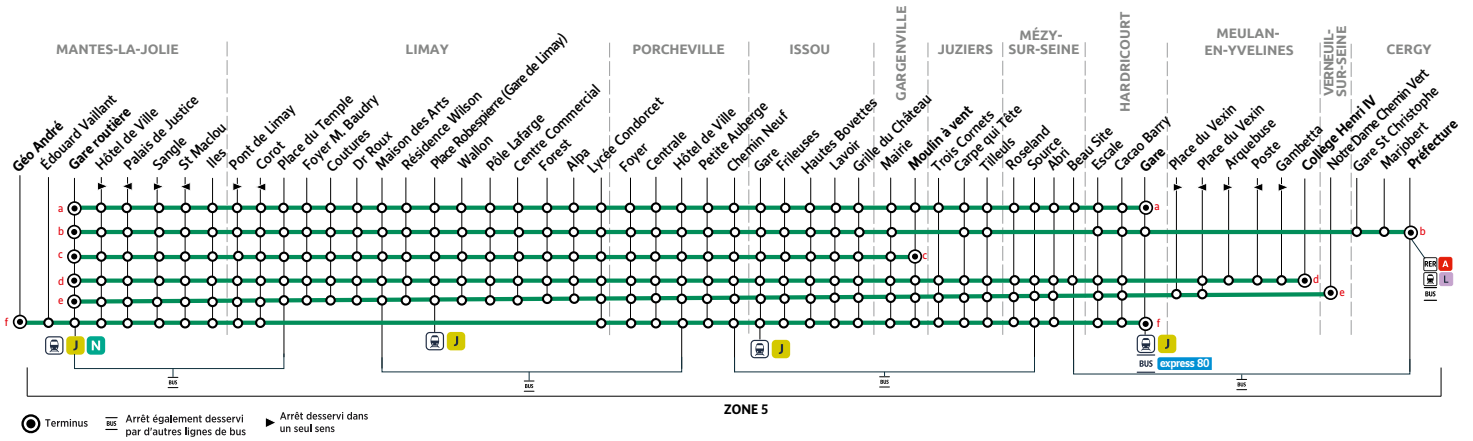 MANTES-LA-JOLIE
LIMAY
PORCHEVILLE
ISSOU
GARGENVILLE
JUZIERS
MÉZY-
SUR-SEINE
HARDRICOURT
MEULAN-
EN-YVELINES
VERNEUIL-
SUR-SEINE
CERGY
Géo André
Édouard Vaillant
Gare routière
Hôtel de Ville
Palais de Justice
Sangle
St Maclou
Iles
Pont de Limay
Corot
Place du Temple
Foyer M. Baudry
Coutures
Dr Roux
Maison des Arts
Résidence Wilson
Place Robespierre (Gare de Limay)
Wallon
Pôle Lafarge
Centre Commercial
Forest
Alpa
Lycée Condorcet
Foyer
Centrale
Hôtel de Ville
Petite Auberge
Chemin Neuf
Gare
Frileuses
Hautes Bovettes
Lavoir
Grille du Château
Mairie
Moulin à vent
Trois Cornets
Carpe qui Tête
Tilleuls
Roseland
Source
Abri
Beau Site
Escale
Cacao Barry
Gare
Place du Vexin
Place du Vexin
Arquebuse
Poste
Gambetta
Collège Henri IV
Notre Dame Chemin Vert
Gare St Christophe
Marjobert
Préfecture
a
a
b
b
c
c
d
d
e
e
f
f
RER A
L
BUS
J N
J
J
J
BUS express 80
BUS
BUS
BUS
BUS
ZONE 5
Terminus
BUS
Arrêt également desservi
par d'autres lignes de bus
Arrêt desservi dans
un seul sens